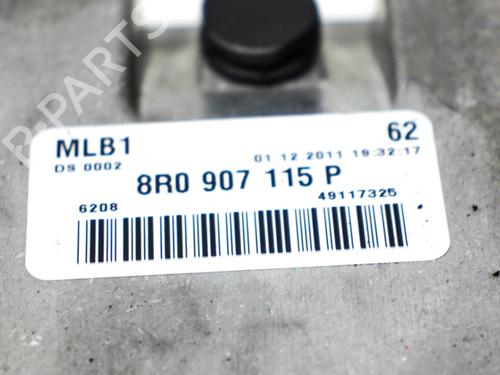 B-PARTS
MLB1 62
DS 0002 01.12.2011 19:32:17
8R0 907 115 P
6208 49117325